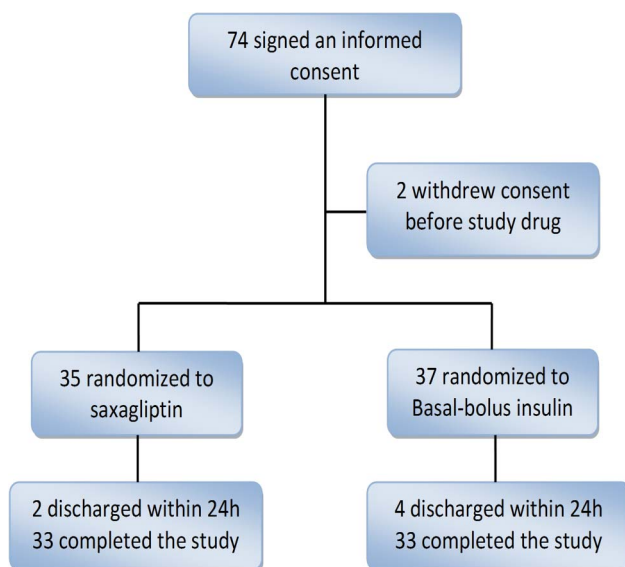 74 signed an informed
consent
2 withdrew consent
before study drug
35 randomized to
saxagliptin
37 randomized to
Basal-bolus insulin
2 discharged within 24h
33 completed the study
4 discharged within 24h
33 completed the study